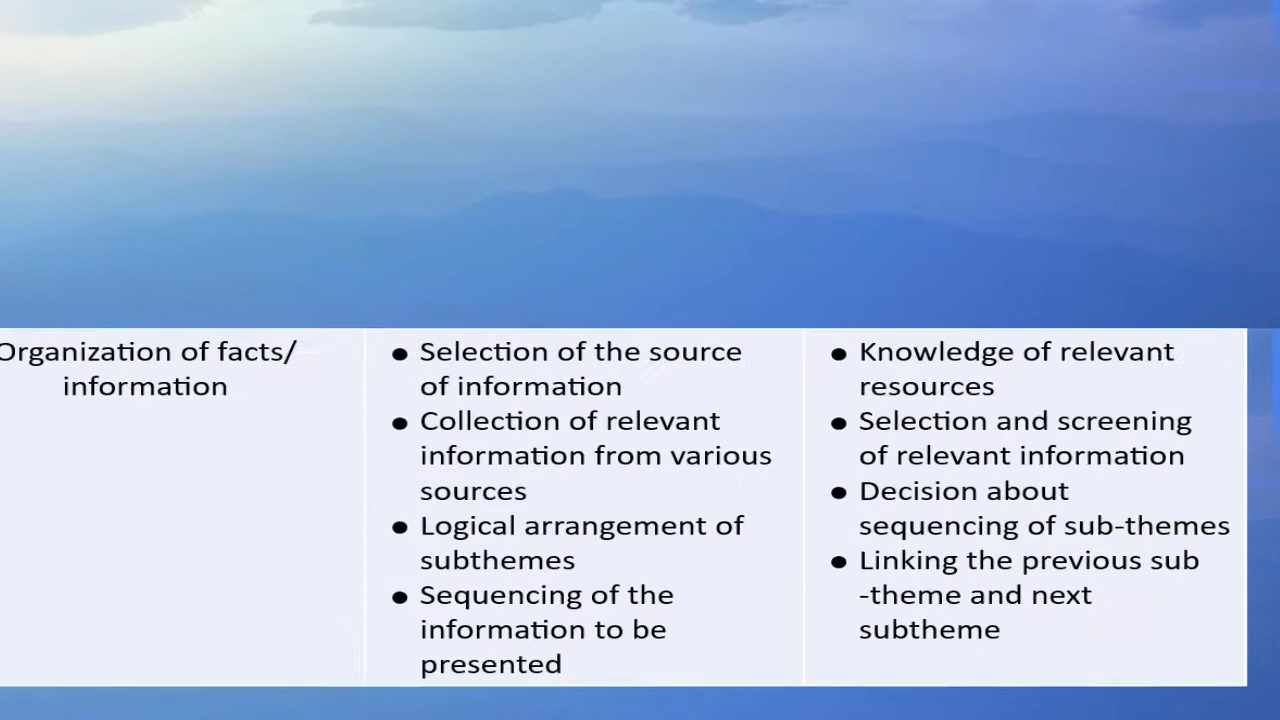 Organization of facts/
information
● Selection of the source
of information
● Collection of relevant
information from various
sources
● Logical arrangement of
subthemes
● Sequencing of the
information to be
presented
● Knowledge of relevant
resources
● Selection and screening
of relevant information
● Decision about
sequencing of sub-themes
● Linking the previous sub
-theme and next
subtheme